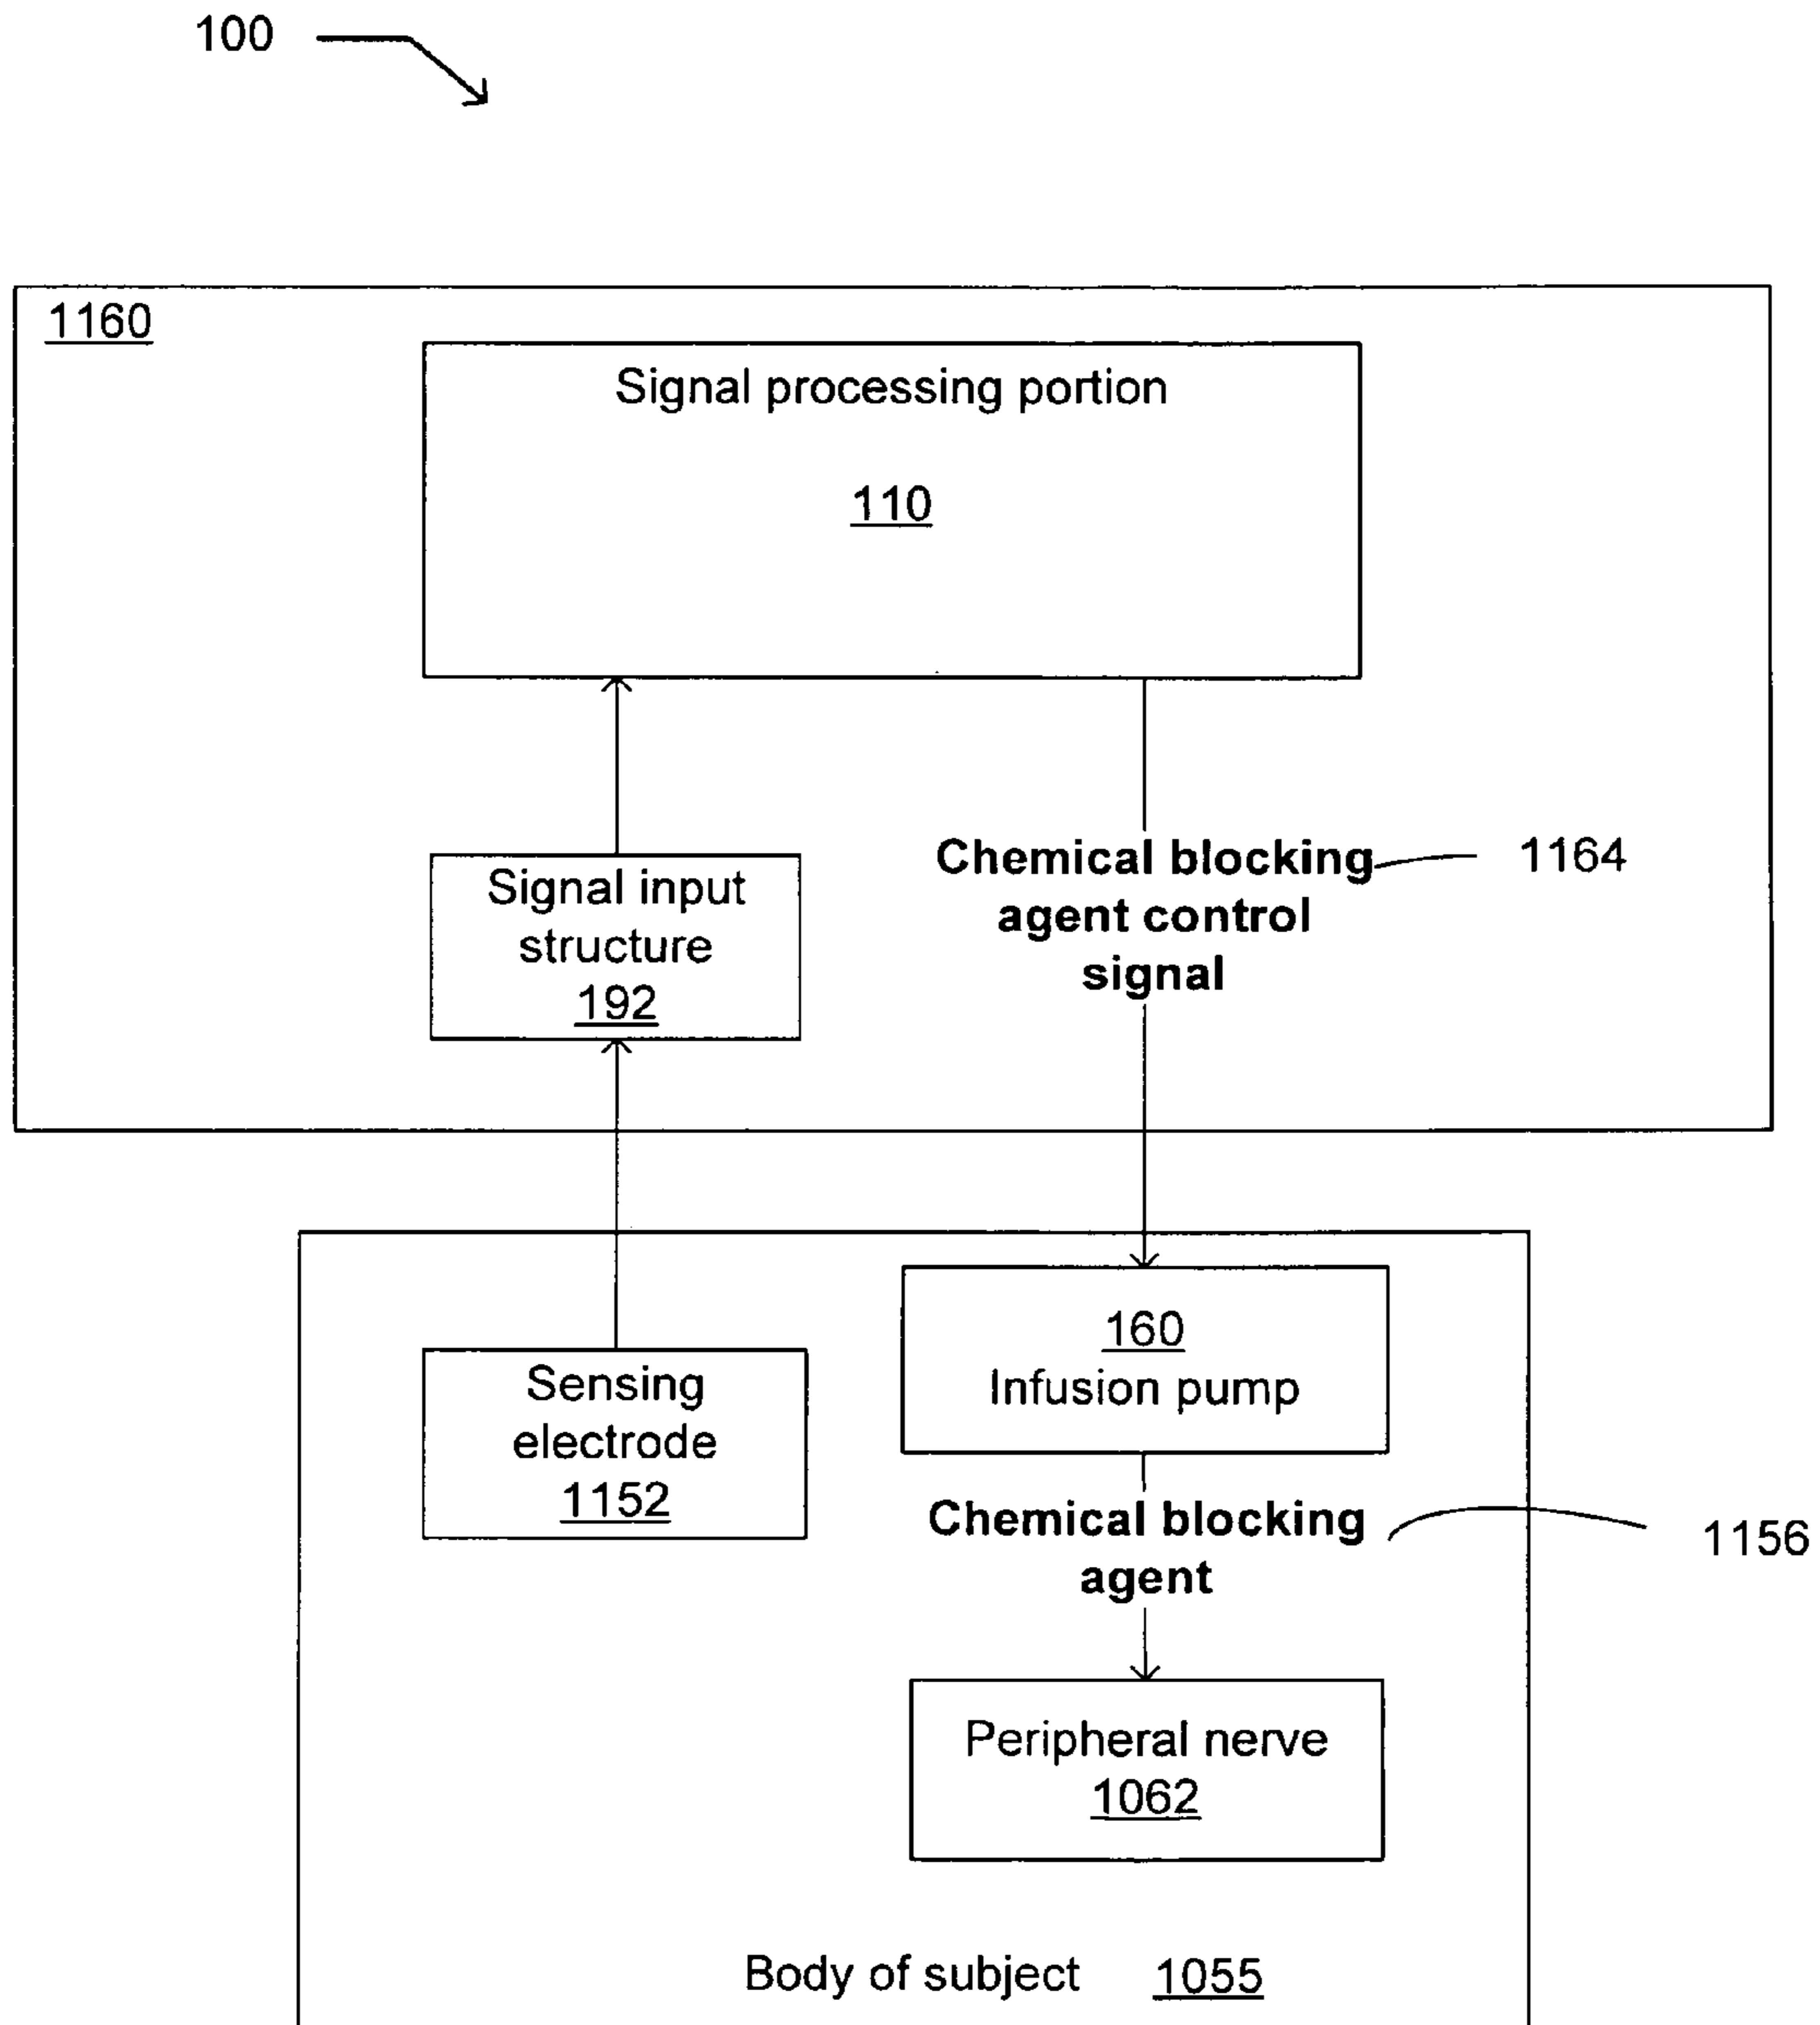 100
1160
Signal processing portion
110
Signal input
structure
192
Chemical blocking
agent control
signal
1164
Sensing
electrode
1152
160
Infusion pump
Chemical blocking
agent
1156
Peripheral nerve
1062
Body of subject 1055